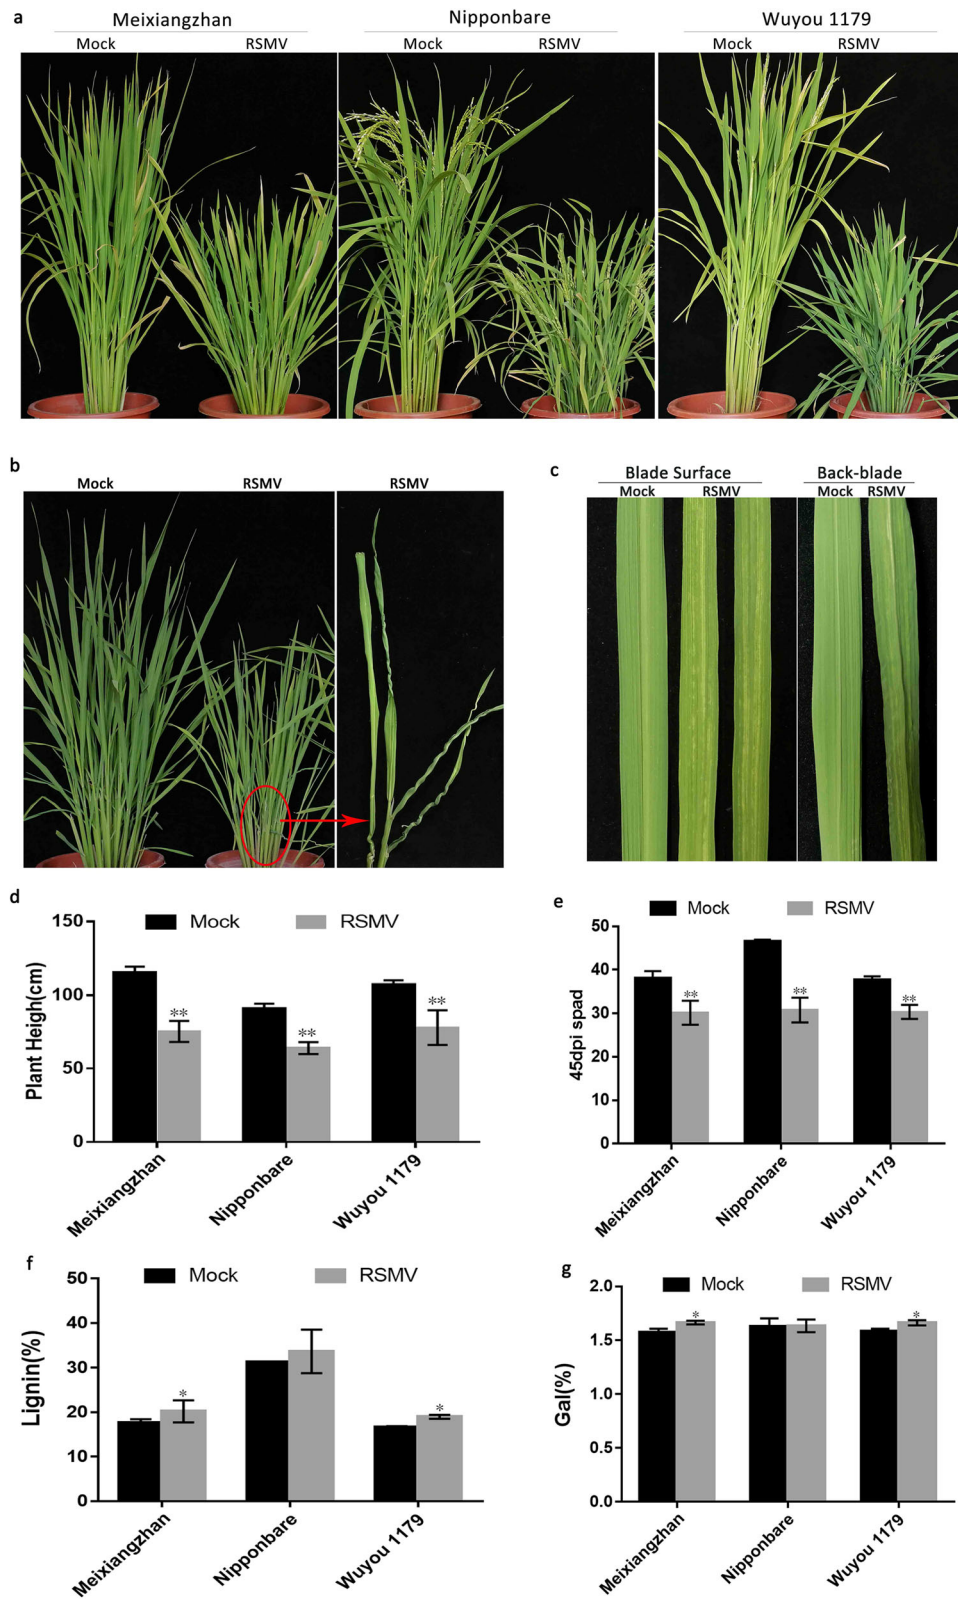 a
Meixiangzhan Nipponbare Wuyou 1179
Mock RSMV Mock RSMV Mock RSMV
b
Mock RSMV RSMV
c
Blade Surface Back-blade
Mock RSMV Mock RSMV
d
Mock RSMV
Plant Heigh(cm)
150
100
50
0
Meixiangzhan
Nipponbare
Wuyou 1179
** ** **
e
Mock RSMV
45dpi spad
50
40
30
20
10
0
Meixiangzhan
Nipponbare
Wuyou 1179
** ** **
f
Mock RSMV
Lignin(%)
50
40
30
20
10
0
Meixiangzhan
Nipponbare
Wuyou 1179
* *
g
Mock RSMV
Gal(%)
2.0
1.5
1.0
0.5
0.0
Meixiangzhan
Nipponbare
Wuyou 1179
* *